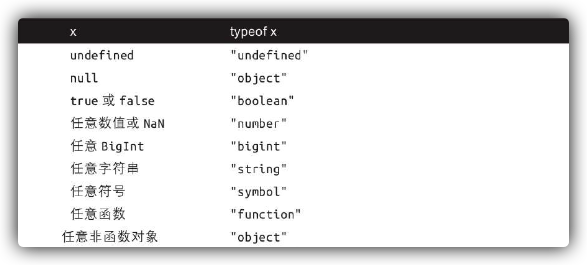 x typeof x
undefined "undefined"
null "object"
true 或 false "boolean"
任意数值或 NaN "number"
任意 BigInt "bigint"
任意字符串 "string"
任意符号 "symbol"
任意函数 "function"
任意非函数对象 "object"